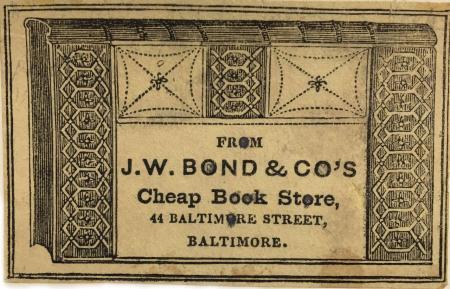 FROM
J.W. BOND & CO'S
Cheap Book Store,
44 BALTIMORE STREET,
BALTIMORE.